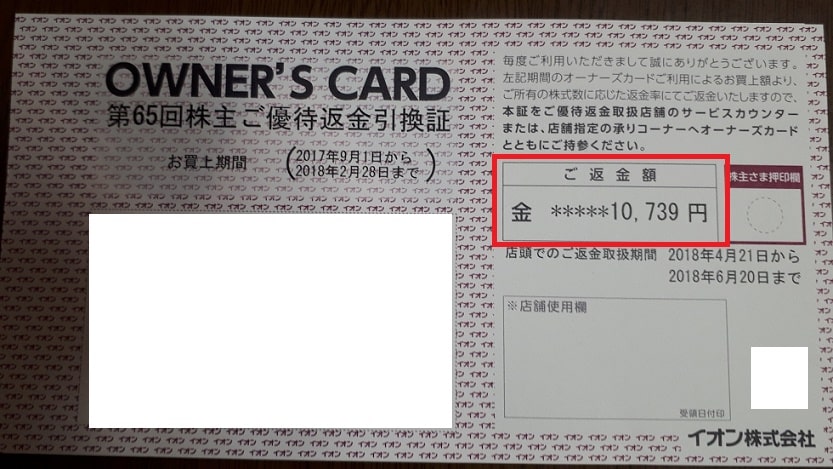 OWNER'S CARD
第65回株主ご優待返金引換証
お買上期間
2017年9月1日から
2018年2月28日まで
毎度ご利用いただきまして誠にありがとうございます。
左記期間のオーナーズカードご利用によるお買上額より、
ご所有の株式数に応じた返金率にてご返金いたしますので、
本証をご優待返金取扱店舗のサービスカウンター
または、店舗指定の承りコーナーへオーナーズカード
とともにご持参ください。
ご返金額
金 *****10,739円
株主さま押印欄
店頭でのご返金取扱期間 2018年4月21日から
2018年6月20日まで
※店舗使用欄
受領日付印
イオン株式会社